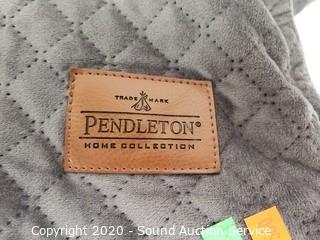 TRADE MARK
PENDLETON®
HOME COLLECTION
Copyright 2020 - Sound Auction Service